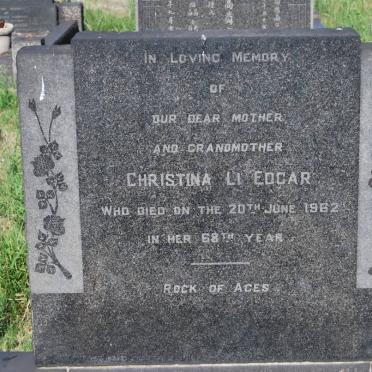 IN LOVING MEMORY
OF
OUR DEAR MOTHER
AND GRANDMOTHER
CHRISTINA LI EDGAR
WHO DIED ON THE 20TH JUNE 1962
IN HER 68TH YEAR
ROCK OF AGES